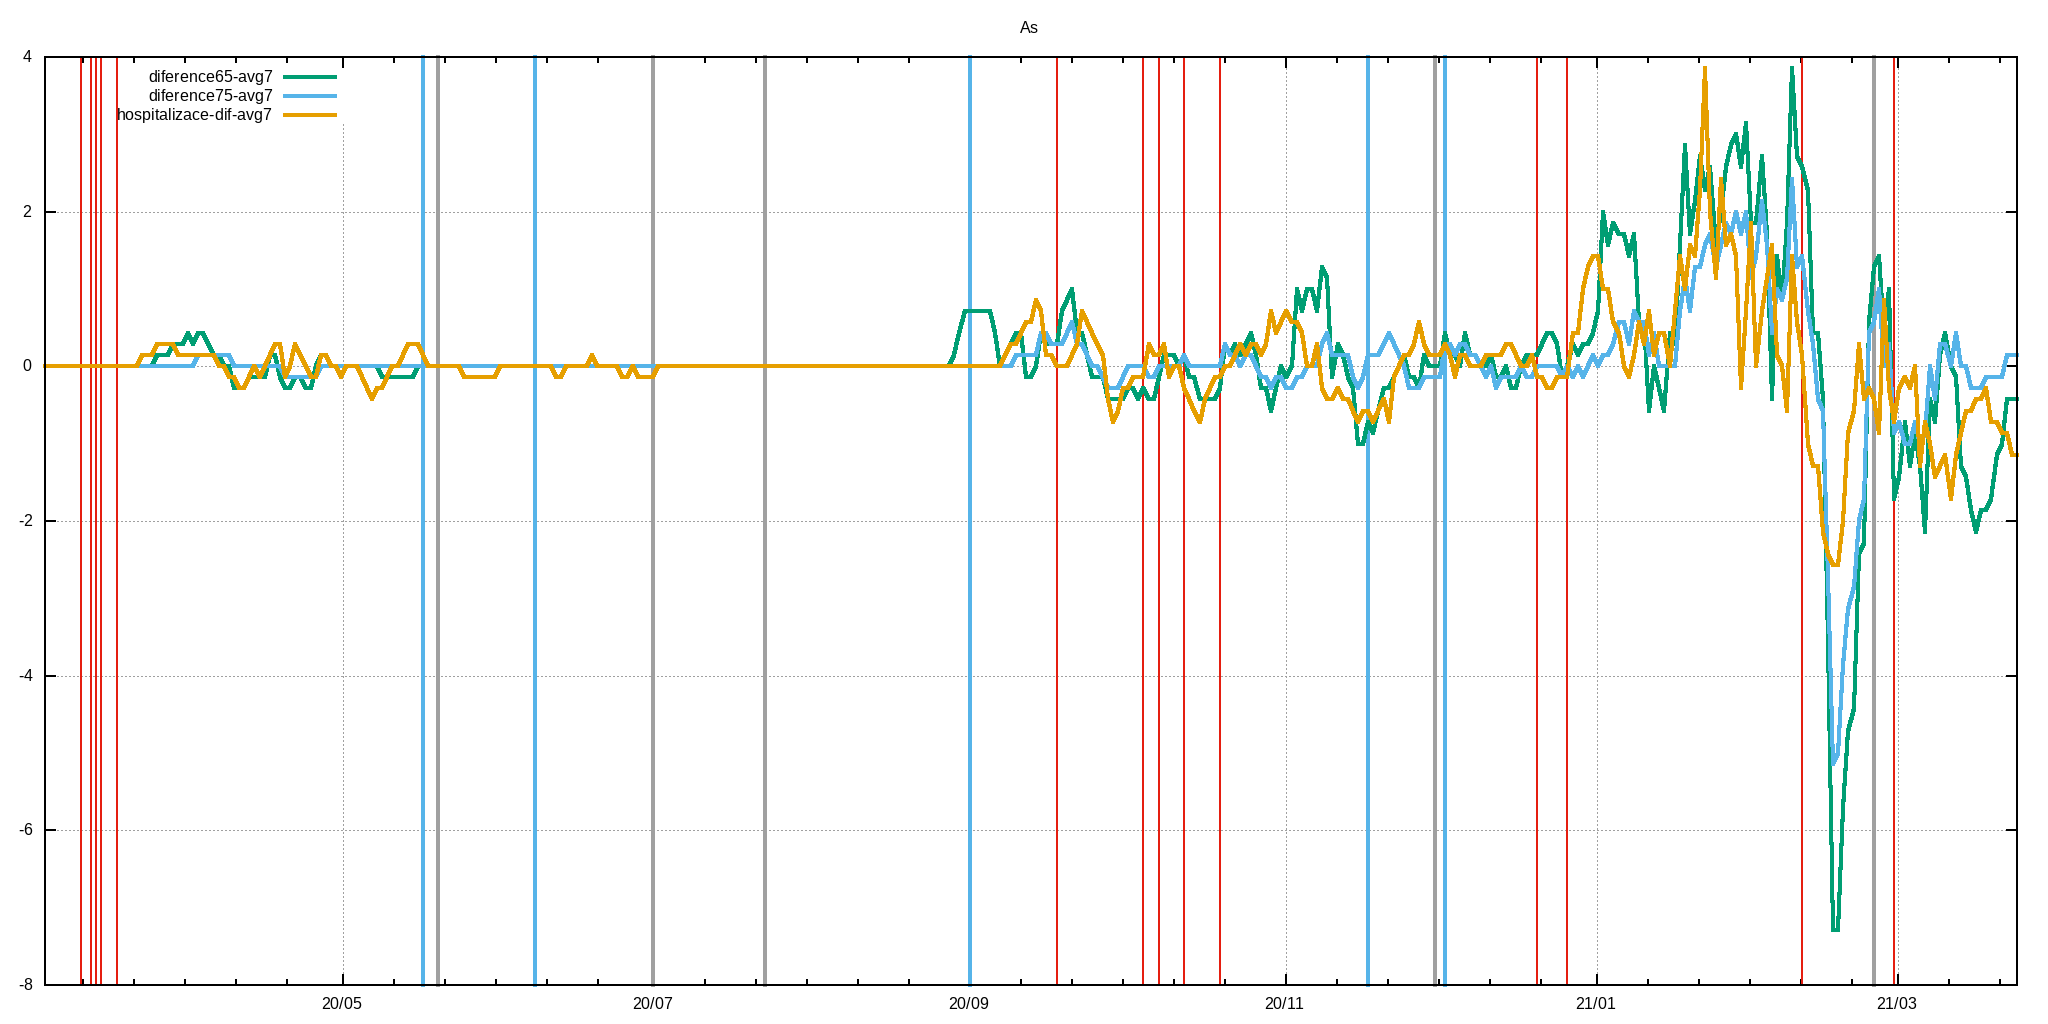 As
4
diference65-avg7
diference75-avg7
hospitalizace-dif-avg7
2
0
-2
-4
-6
-8
20/05 20/07 20/09 20/11 21/01 21/03